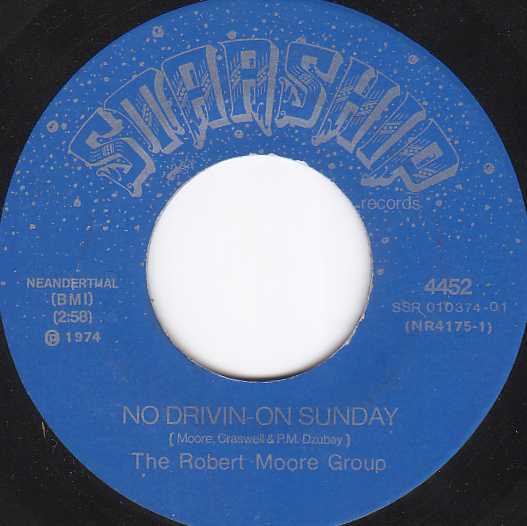 STARSHIP
records
NEANDERTHAL
(BMI)
(2:58)
© 1974
4452
SSR 010374-01
(NR4175-1)
NO DRIVIN-ON SUNDAY
( Moore, Craswell & P.M. Dzubay )
The Robert Moore Group